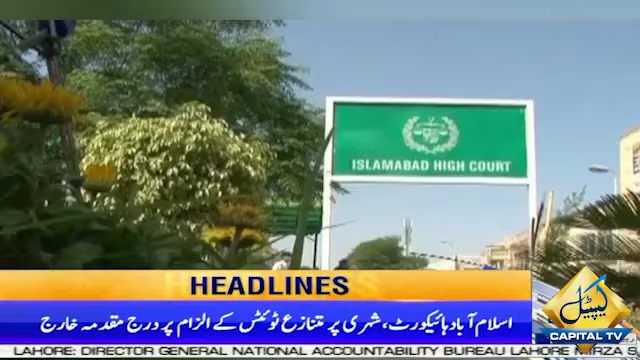 ISLAMABAD HIGH COURT
HEADLINES
اسلام آباد ہائیکورٹ، شہری پر متنازع ٹوئٹس کے الزام پر درج مقدمہ خارج
کیپیٹل
CAPITAL TV
LAHORE: DIRECTOR GENERAL NATIONAL ACCOUNTABILITY BUREAU LAHORE MIRZA